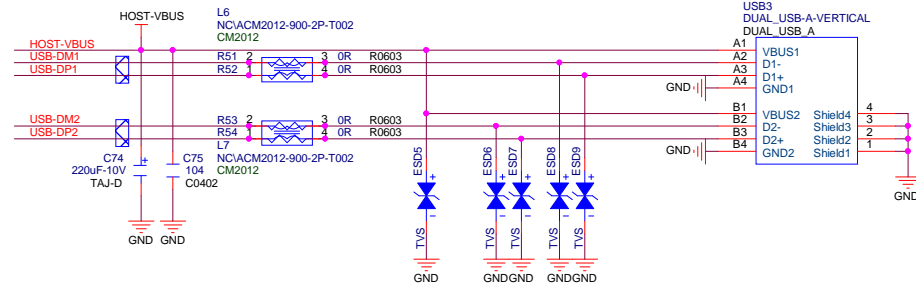 HOST-VBUS
L6
NC\ACM2012-900-2P-T002
CM2012
USB3
DUAL_USB-A-VERTICAL
DUAL_USB_A
HOST-VBUS
USB-DM1
USB-DP1
R51 2 3 0R R0603
R52 1 4 0R R0603
A1 VBUS1
A2 D1-
A3 D1+
A4 GND1
GND
USB-DM2
USB-DP2
R53 2 3 0R R0603
R54 1 4 0R R0603
L7
NC\ACM2012-900-2P-T002
CM2012
B1 VBUS2 Shield4 4
B2 D2- Shield3 3
B3 D2+ Shield2 2
B4 GND2 Shield1 1
GND
GND
C74
220uF-10V
TAJ-D
+
C75
104
C0402
GND
GND
ESD5
ESD6
ESD7
ESD8
ESD9
+
+
+
+
+
TVS
TVS
TVS
TVS
TVS
GND
GND
GND
GND
GND